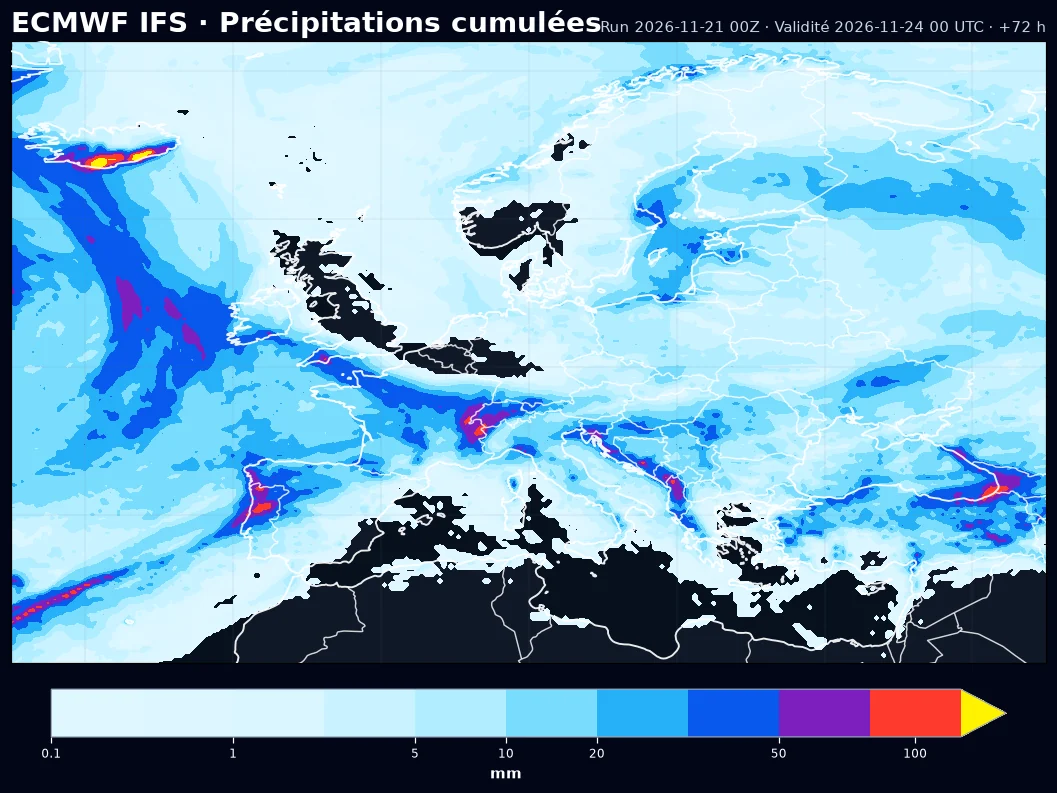 ECMWF IFS · Précipitations cumulées
Run 2026-11-21 00Z · Validité 2026-11-24 00 UTC · +72 h
0.1 1 5 10 20 50 100
mm